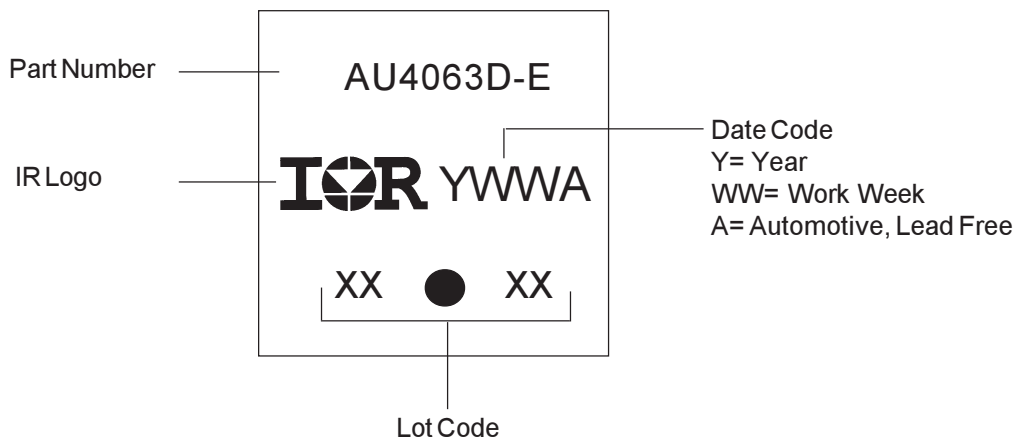 Part Number
AU4063D-E
IR Logo
IOR YWWA
Date Code
Y= Year
WW= Work Week
A= Automotive, Lead Free
XX XX
Lot Code